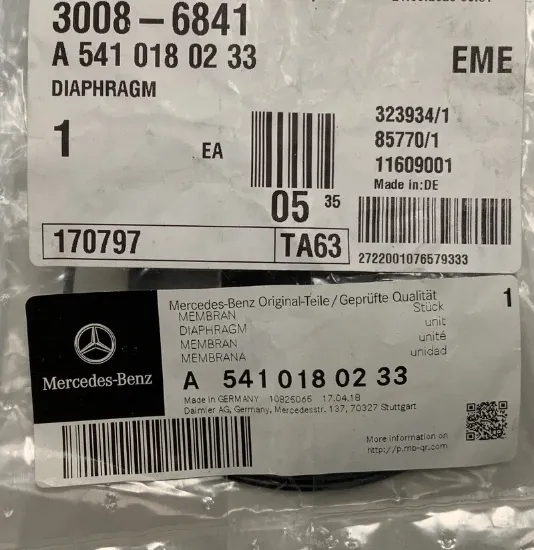 3008-6841
A 541 018 02 33
EME
DIAPHRAGM
1
EA
323934/1
85770/1
11609001
Made in:DE
05 35
170797
TA63
2722001076579333
Mercedes-Benz Original-Teile/Geprüfte Qualität
MEMBRAN Stück 1
DIAPHRAGM unit
MEMBRAN unité
MEMBRANA unidad
Mercedes-Benz
A 541 018 02 33
Made in GERMANY 10825065 17.04.18
Daimler AG, Germany, Mercedesstr. 137, 70327 Stuttgart
More information on
http://p.mb-qr.com